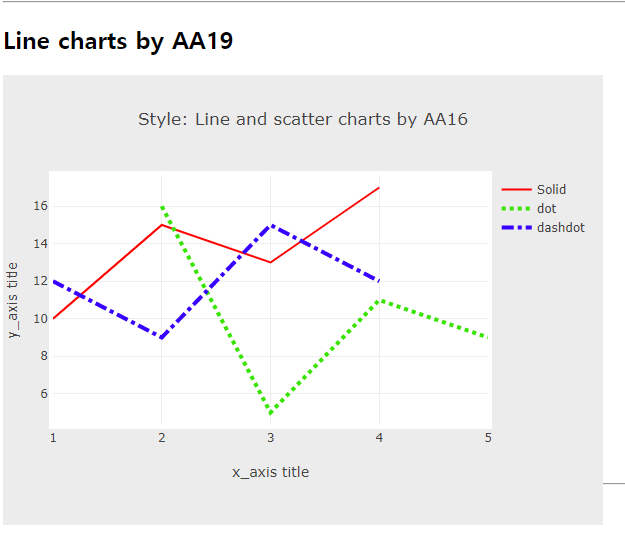 Line charts by AA19
Style: Line and scatter charts by AA16
Solid
dot
dashdot
16
14
12
10
8
6
y_axis title
1 2 3 4 5
x_axis title